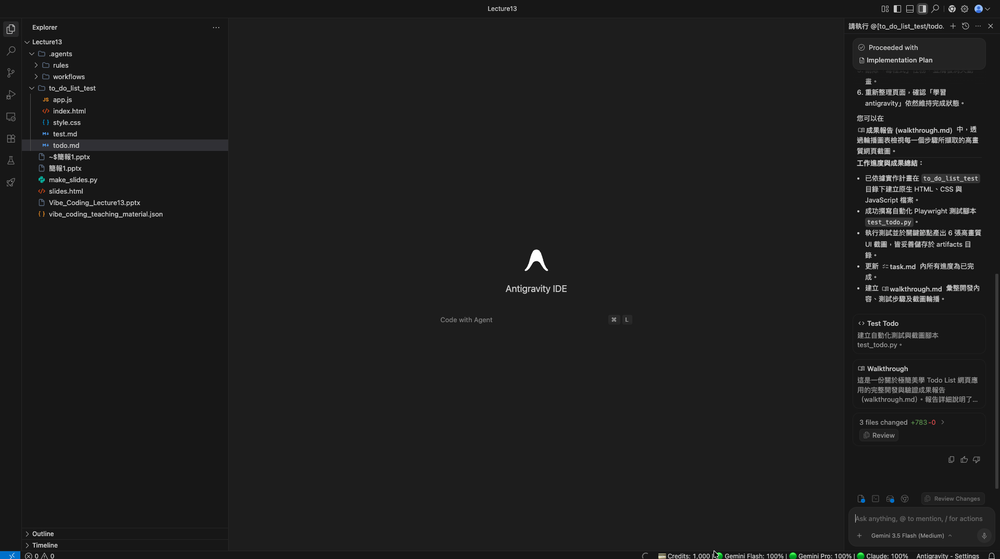 Lecture13
Explorer
Lecture13
.agents
rules
workflows
to_do_list_test
JS app.js
index.html
style.css
test.md
todo.md
~$簡報1.pptx
簡報1.pptx
make_slides.py
slides.html
Vibe_Coding_Lecture13.pptx
vibe_coding_teaching_material.json
Outline
Timeline
Antigravity IDE
Code with Agent ⌘ L
請執行 @[to_do_list_test/todo.
Proceeded with
Implementation Plan
畫。
6. 重新整理頁面，確認「學習
antigravity」依然維持完成狀態。
您可以在
成果報告 (walkthrough.md) 中，透
過輪播圖表檢視每一個步驟所擷取的高畫
質網頁截圖。
工作進度與成果總結：
• 已依據實作計畫在 to_do_list_test
目錄下建立原生 HTML、CSS 與
JavaScript 檔案。
• 成功撰寫自動化 Playwright 測試腳本
test_todo.py。
• 執行測試並於關鍵節點產出 6 張高畫質
UI 截圖，皆妥善儲存於 artifacts 目
錄。
• 更新 task.md 內所有進度為已完
成。
• 建立 walkthrough.md 彙整開發內
容、測試步驟及截圖輪播。
Test Todo
建立自動化測試與截圖腳本
test_todo.py。
Walkthrough
這是一份關於極簡美學 Todo List 網頁應
用的完整開發與驗證成果報告
（walkthrough.md）。報告詳細說明了...
3 files changed +783 -0
Review
Review Changes
Ask anything, @ to mention, / for actions
Gemini 3.5 Flash (Medium)
0 0
Credits: 1,000 | Gemini Flash: 100% | Gemini Pro: 100% | Claude: 100% Antigravity - Settings